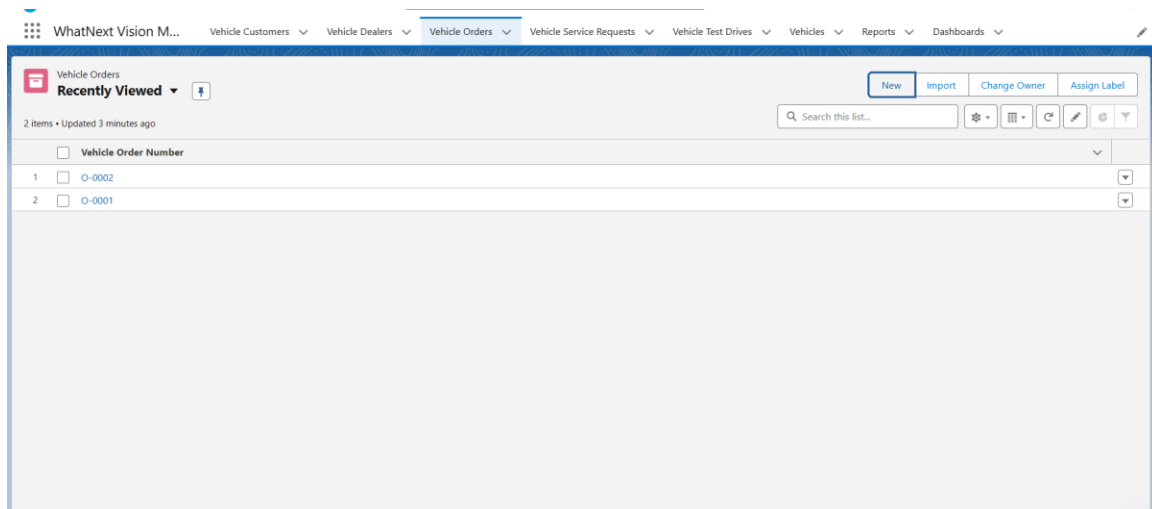 WhatNext Vision M... Vehicle Customers Vehicle Dealers Vehicle Orders Vehicle Service Requests Vehicle Test Drives Vehicles Reports Dashboards
Vehicle Orders
Recently Viewed
New Import Change Owner Assign Label
2 items • Updated 3 minutes ago
Search this list...
Vehicle Order Number
1 O-0002
2 O-0001